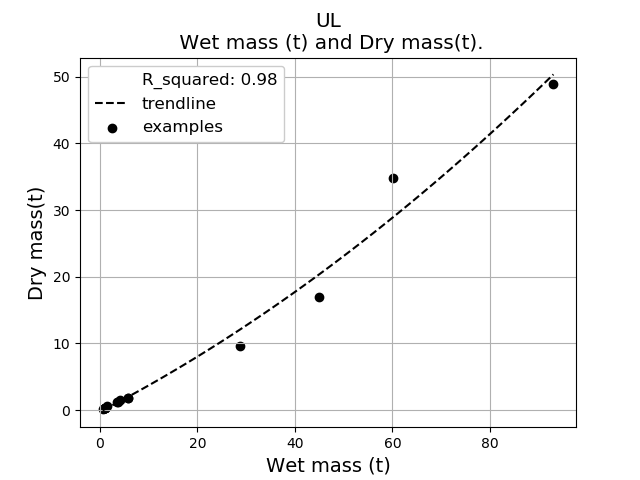 UL
Wet mass (t) and Dry mass(t).
R_squared: 0.98
trendline
examples
50
40
30
20
10
0
Dry mass(t)
0 20 40 60 80
Wet mass (t)